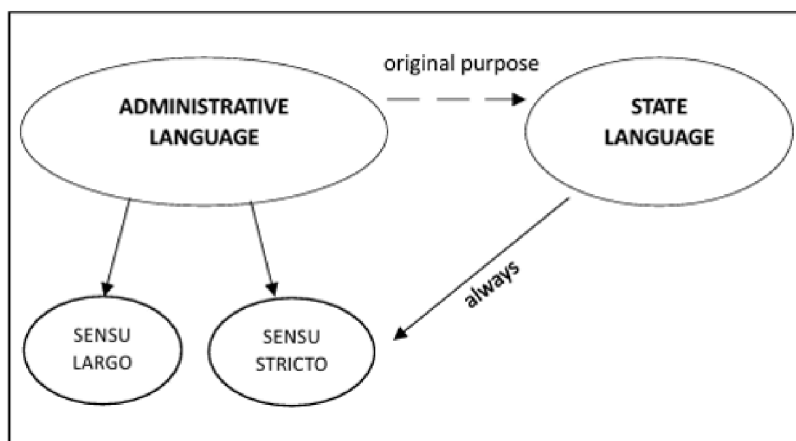 original purpose
ADMINISTRATIVE
LANGUAGE
STATE
LANGUAGE
always
SENSU
LARGO
SENSU
STRICTO